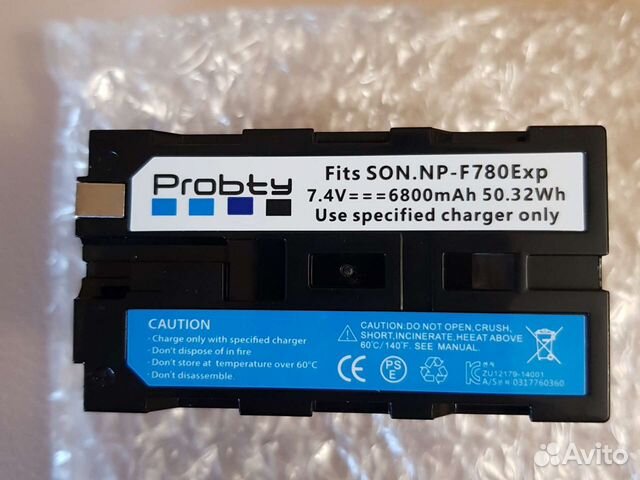 Probty
Fits SON.NP-F780Exp
7.4V⎓6800mAh 50.32Wh
Use specified charger only
CAUTION
·Charge only with specified charger
·Don't dispose of in fire
·Don't store at temperature over 60°C
·Don't disassemble.
CE
PS
E
CAUTION:DO NOT OPEN,CRUSH,
SHORT,INCINERATE,HEEAT ABOVE
60℃/140℉. SEE MANUAL.
ZU12179-14001
A/S 0317760360
Avito